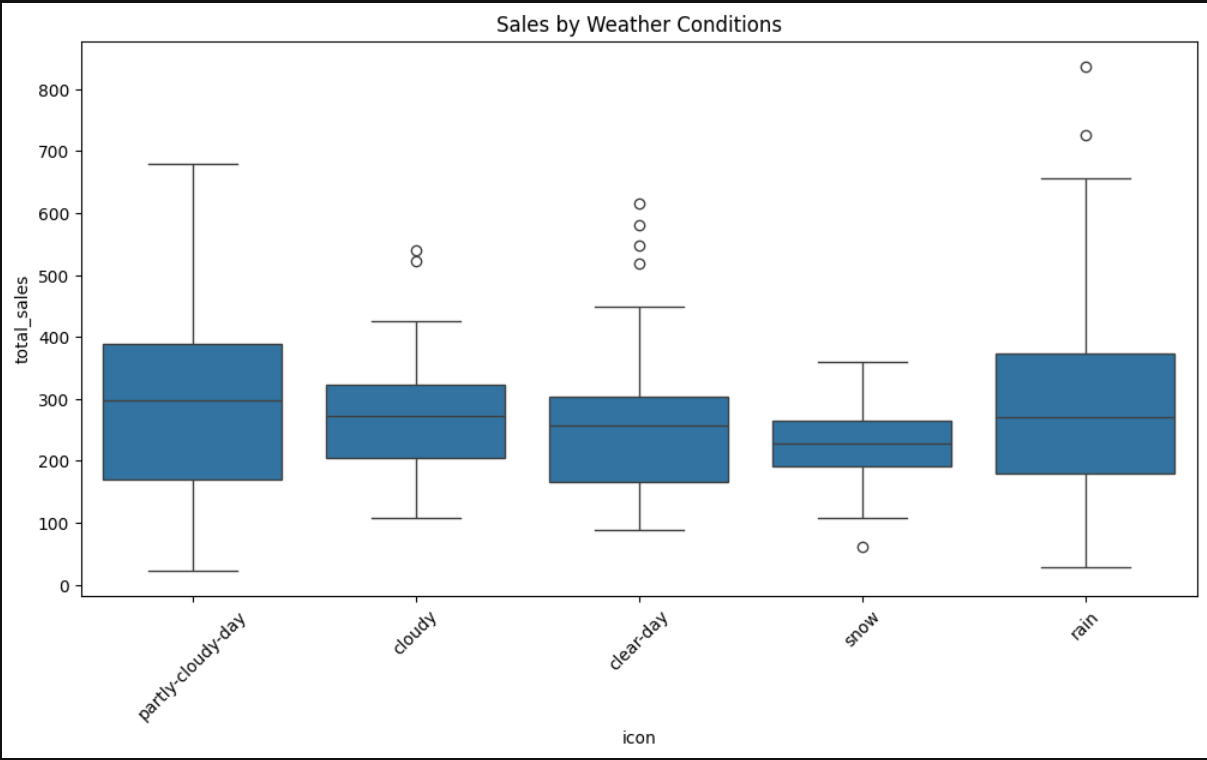 Sales by Weather Conditions
total_sales
800
700
600
500
400
300
200
100
0
partly-cloudy-day
cloudy
clear-day
snow
rain
icon